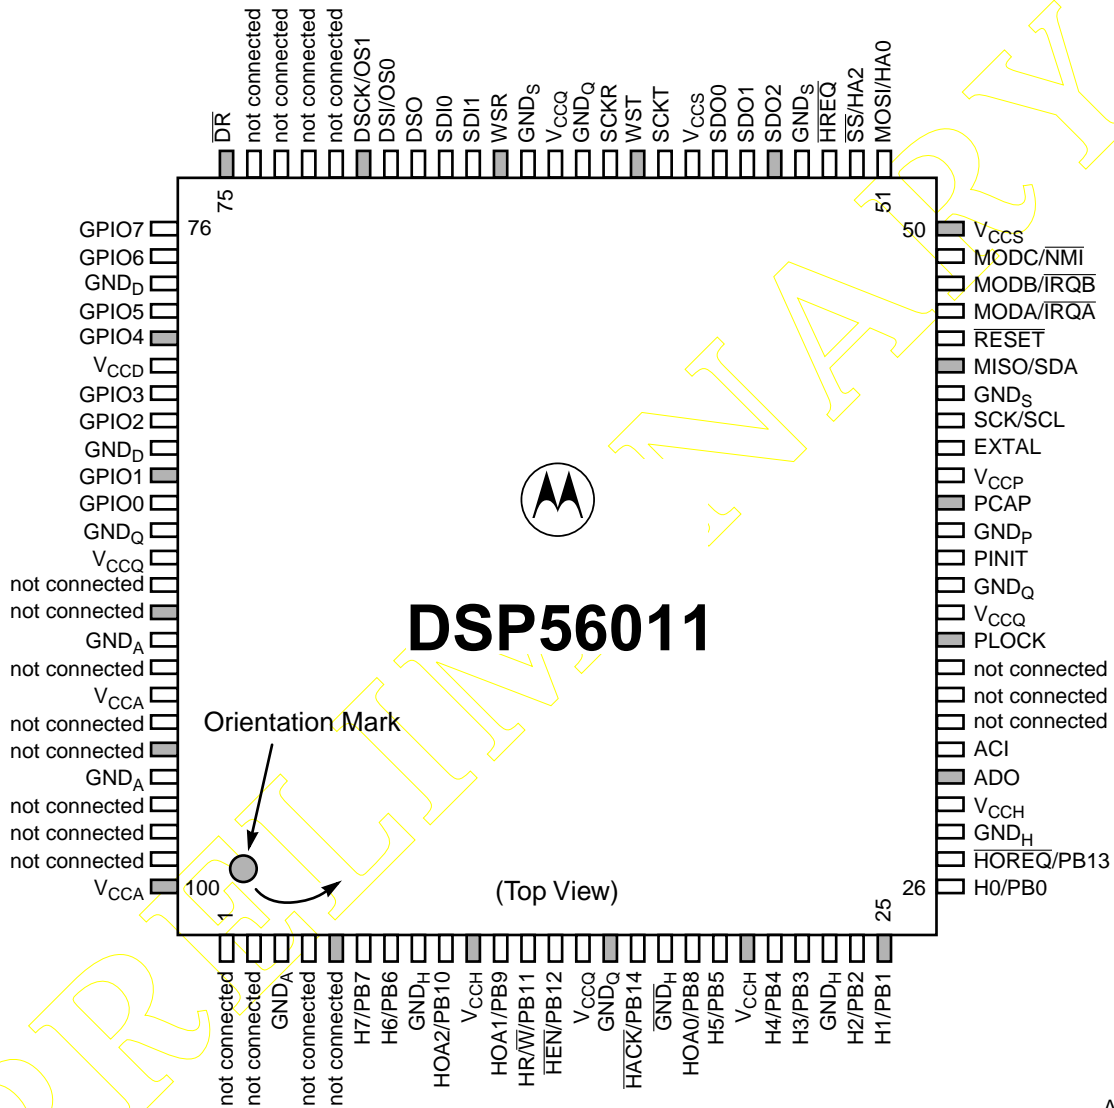 DR
not connected
not connected
not connected
not connected
DSCK/OS1
DSI/OS0
DSO
SDI0
SDI1
WSR
GNDS
VCCQ
GNDQ
SCKR
WST
SCKT
VCCS
SDO0
SDO1
SDO2
GNDS
HREQ
SS/HA2
MOSI/HA0
75
51
76
50
GPIO7
GPIO6
GNDD
GPIO5
GPIO4
VCCD
GPIO3
GPIO2
GNDD
GPIO1
GPIO0
GNDQ
VCCQ
not connected
not connected
GNDA
not connected
VCCA
not connected
not connected
GNDA
not connected
not connected
not connected
VCCA
VCCS
MODC/NMI
MODB/IRQB
MODA/IRQA
RESET
MISO/SDA
GNDS
SCK/SCL
EXTAL
VCCP
PCAP
GNDP
PINIT
GNDQ
VCCQ
PLOCK
not connected
not connected
not connected
ACI
ADO
VCCH
GNDH
HOREQ/PB13
H0/PB0
DSP56011
Orientation Mark
(Top View)
100
26
1
25
not connected
not connected
GNDA
not connected
not connected
H7/PB7
H6/PB6
GNDH
HOA2/PB10
VCCH
HOA1/PB9
HR/W/PB11
HEN/PB12
VCCQ
GNDQ
HACK/PB14
GNDH
HOA0/PB8
H5/PB5
VCCH
H4/PB4
H3/PB3
GNDH
H2/PB2
H1/PB1
PRELIMINARY